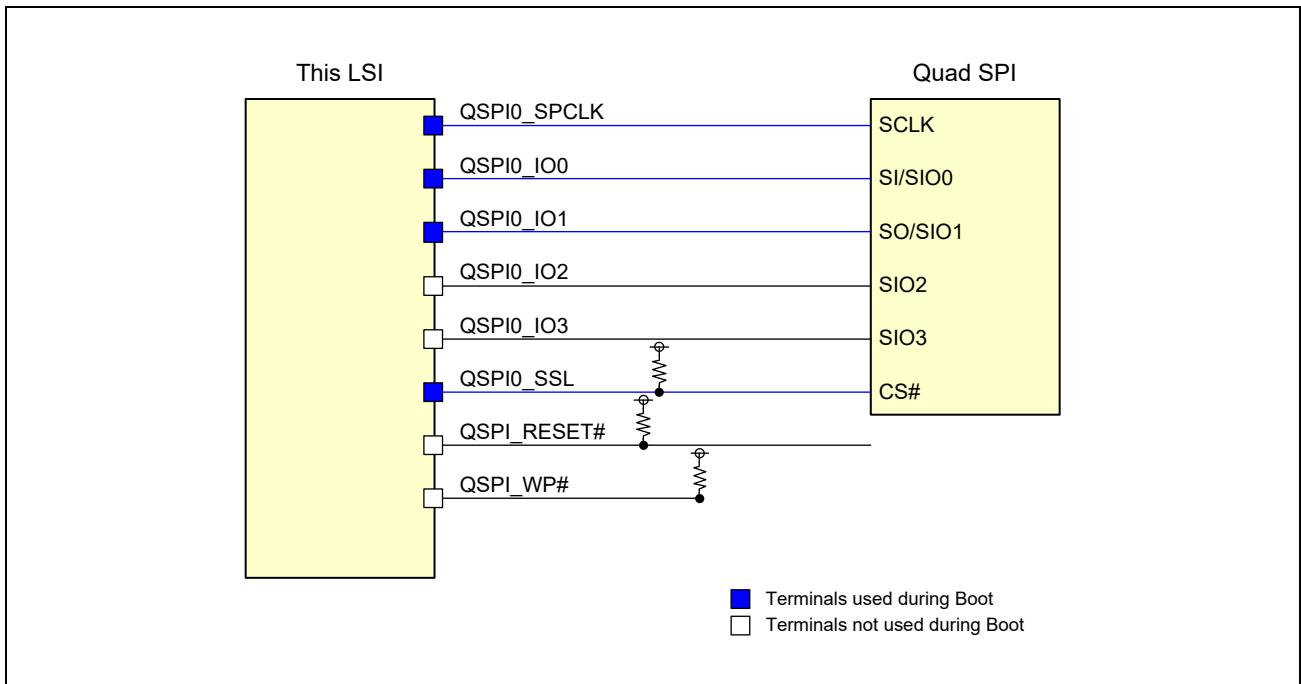 This LSI
Quad SPI
QSPI0_SPCLK
SCLK
QSPI0_IO0
SI/SIO0
QSPI0_IO1
SO/SIO1
QSPI0_IO2
SIO2
QSPI0_IO3
SIO3
QSPI0_SSL
CS#
QSPI_RESET#
QSPI_WP#
Terminals used during Boot
Terminals not used during Boot